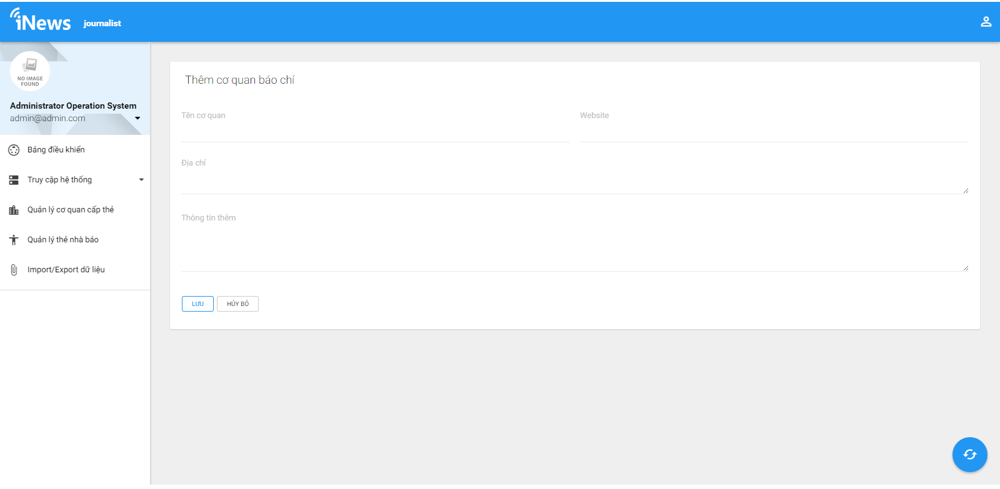 iNews journalist
NO IMAGE
FOUND
Administrator Operation System
admin@admin.com
Bảng điều khiển
Truy cập hệ thống
Quản lý cơ quan cấp thẻ
Quản lý thẻ nhà báo
Import/Export dữ liệu
Thêm cơ quan báo chí
Tên cơ quan Website
Địa chỉ
Thông tin thêm
LƯU HỦY BỎ